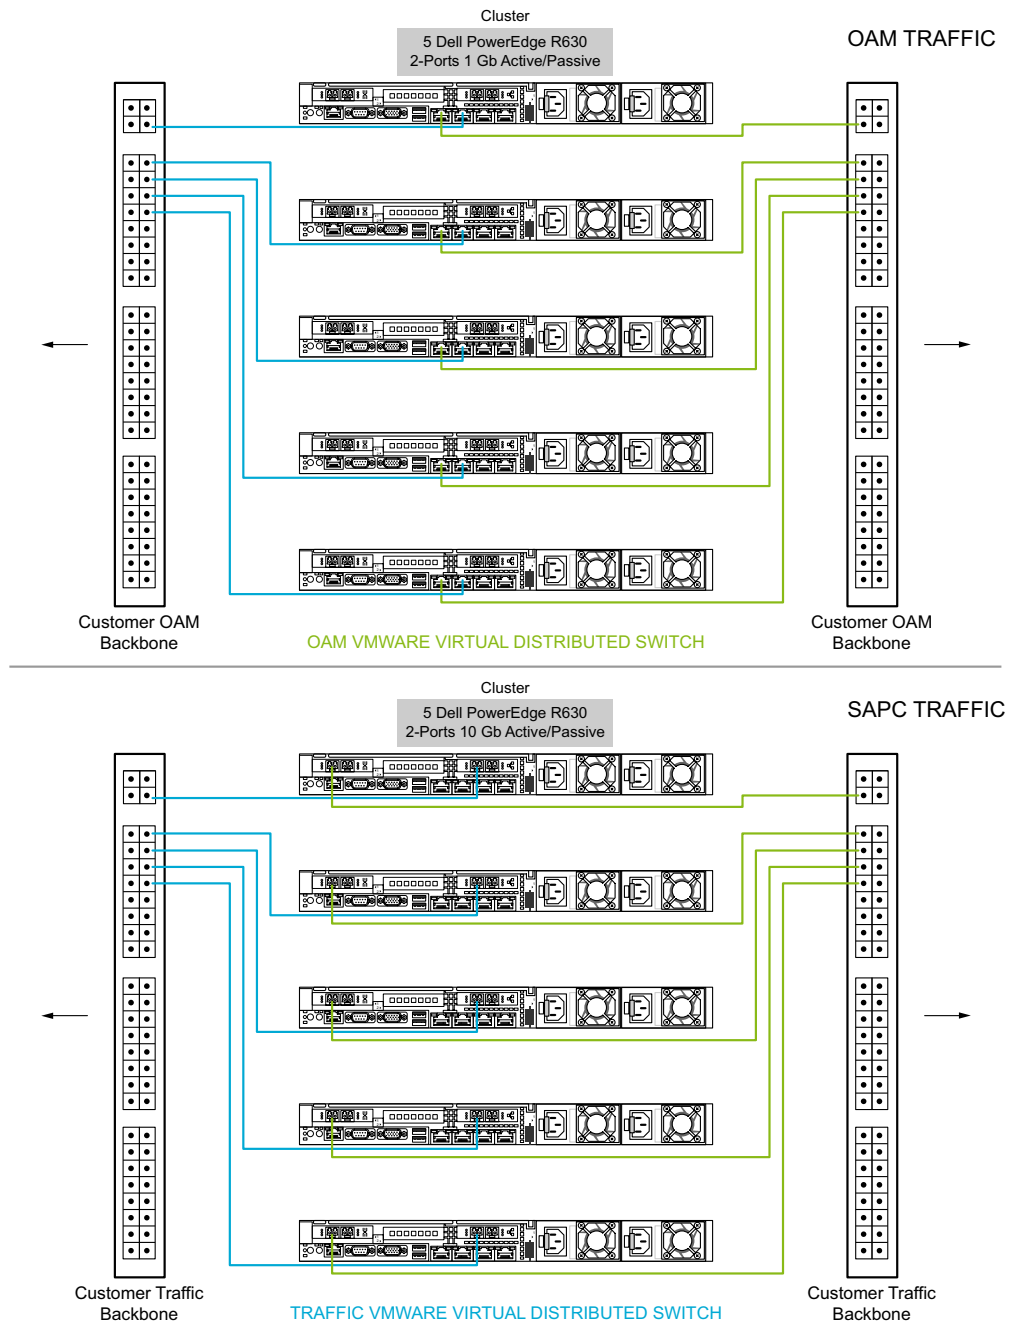 Cluster
5 Dell PowerEdge R630
2-Ports 1 Gb Active/Passive
OAM TRAFFIC
Customer OAM
Backbone
OAM VMWARE VIRTUAL DISTRIBUTED SWITCH
Customer OAM
Backbone
Cluster
5 Dell PowerEdge R630
2-Ports 10 Gb Active/Passive
SAPC TRAFFIC
Customer Traffic
Backbone
TRAFFIC VMWARE VIRTUAL DISTRIBUTED SWITCH
Customer Traffic
Backbone